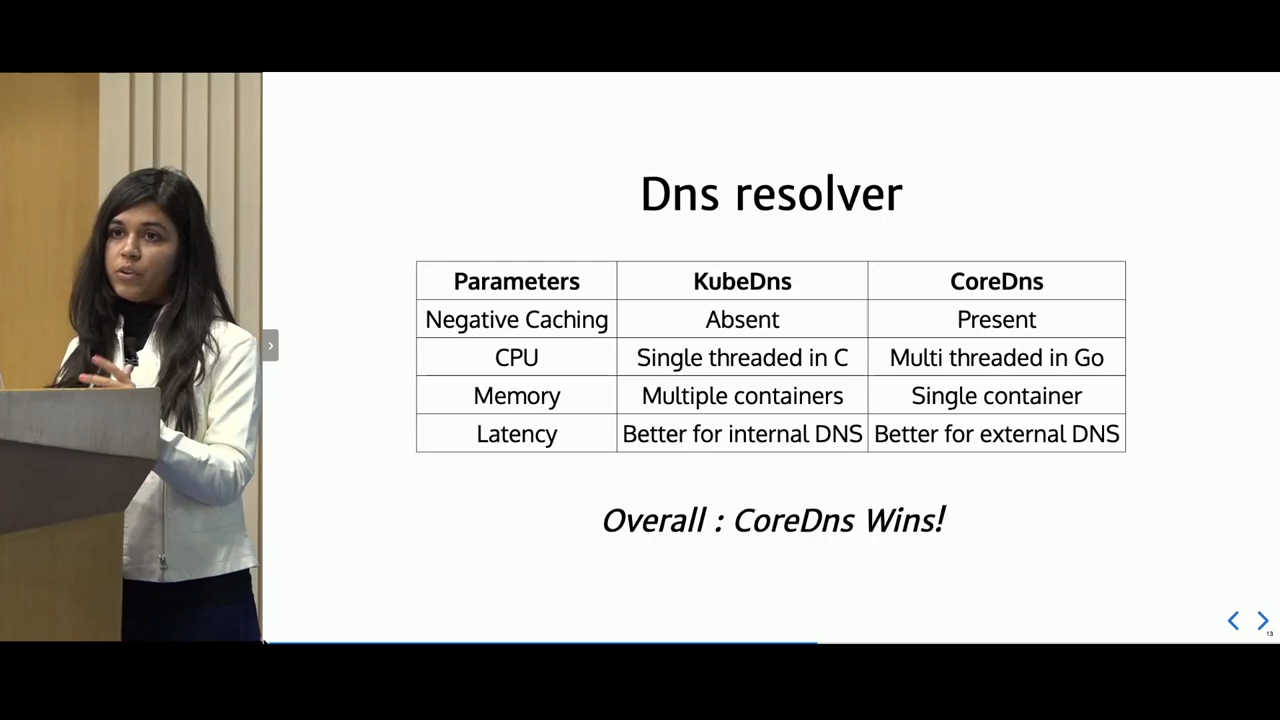 Dns resolver
Parameters KubeDns CoreDns
Negative Caching Absent Present
CPU Single threaded in C Multi threaded in Go
Memory Multiple containers Single container
Latency Better for internal DNS Better for external DNS
Overall : CoreDns Wins!
13